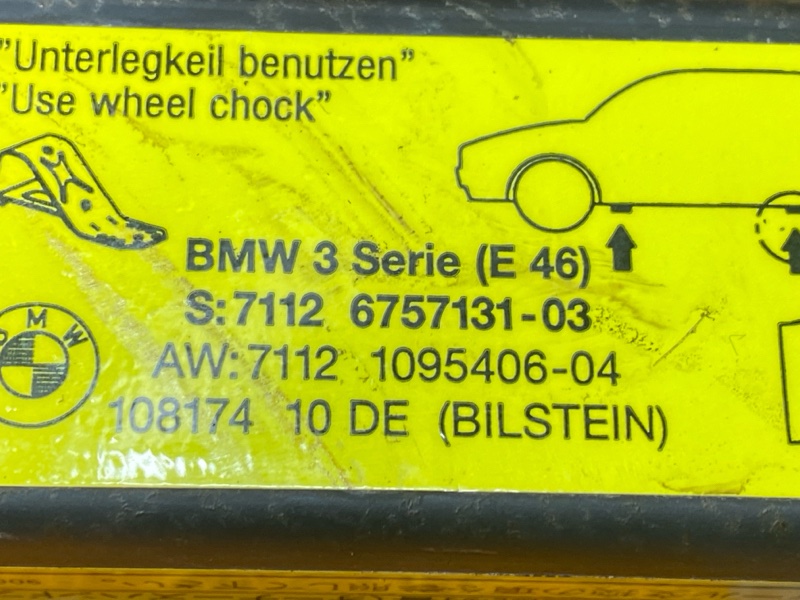 "Unterlegkeil benutzen"
"Use wheel chock"
BMW 3 Serie (E 46)
S:7112 6757131-03
AW:7112 1095406-04
108174 10 DE (BILSTEIN)
BMW